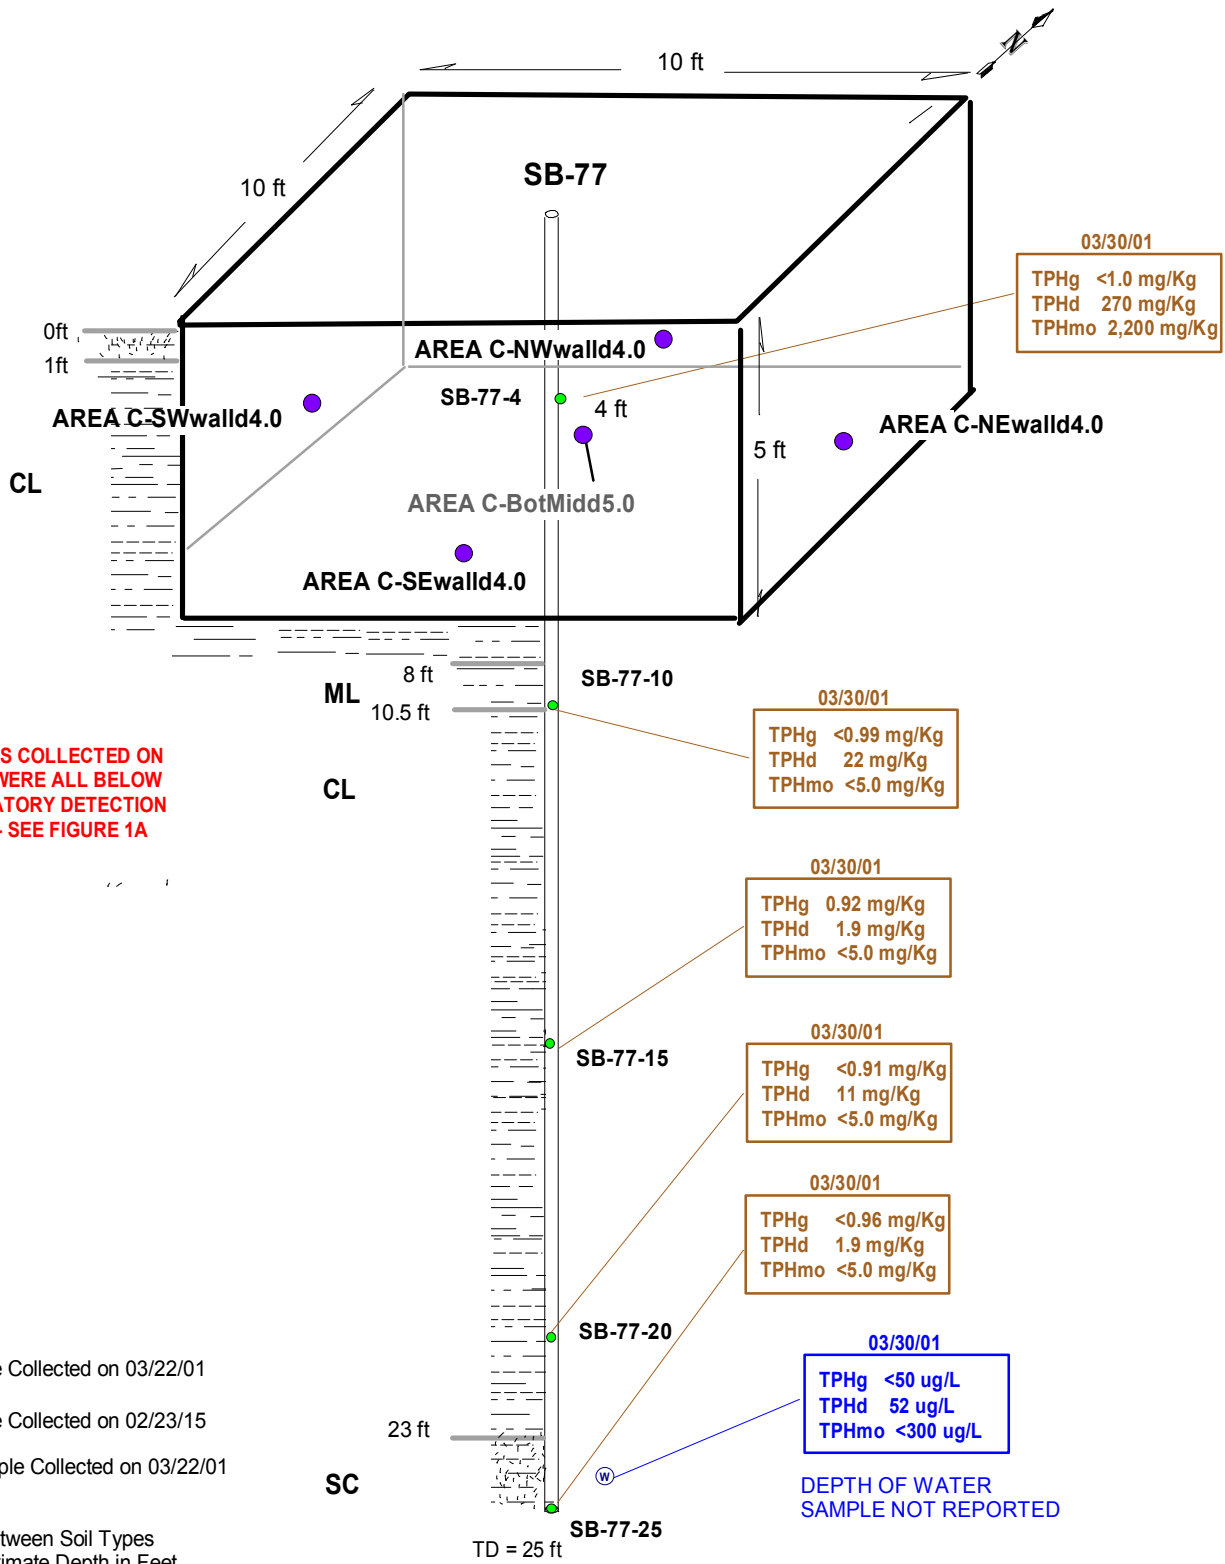 N
10 ft
10 ft
SB-77
03/30/01
TPHg <1.0 mg/Kg
TPHd 270 mg/Kg
TPHmo 2,200 mg/Kg
0ft
1ft
AREA C-NWwalld4.0
SB-77-4
4 ft
AREA C-SWwalld4.0
AREA C-NEwalld4.0
5 ft
CL
AREA C-BotMidd5.0
AREA C-SEwalld4.0
8 ft
SB-77-10
ML
10.5 ft
03/30/01
TPHg <0.99 mg/Kg
TPHd 22 mg/Kg
TPHmo <5.0 mg/Kg
S COLLECTED ON
WERE ALL BELOW
ATORY DETECTION
- SEE FIGURE 1A
CL
03/30/01
TPHg 0.92 mg/Kg
TPHd 1.9 mg/Kg
TPHmo <5.0 mg/Kg
SB-77-15
03/30/01
TPHg <0.91 mg/Kg
TPHd 11 mg/Kg
TPHmo <5.0 mg/Kg
03/30/01
TPHg <0.96 mg/Kg
TPHd 1.9 mg/Kg
TPHmo <5.0 mg/Kg
SB-77-20
03/30/01
TPHg <50 ug/L
TPHd 52 ug/L
TPHmo <300 ug/L
e Collected on 03/22/01
e Collected on 02/23/15
ple Collected on 03/22/01
23 ft
SC
W
DEPTH OF WATER
SAMPLE NOT REPORTED
SB-77-25
TD = 25 ft
tween Soil Types
timate Depth in Feet